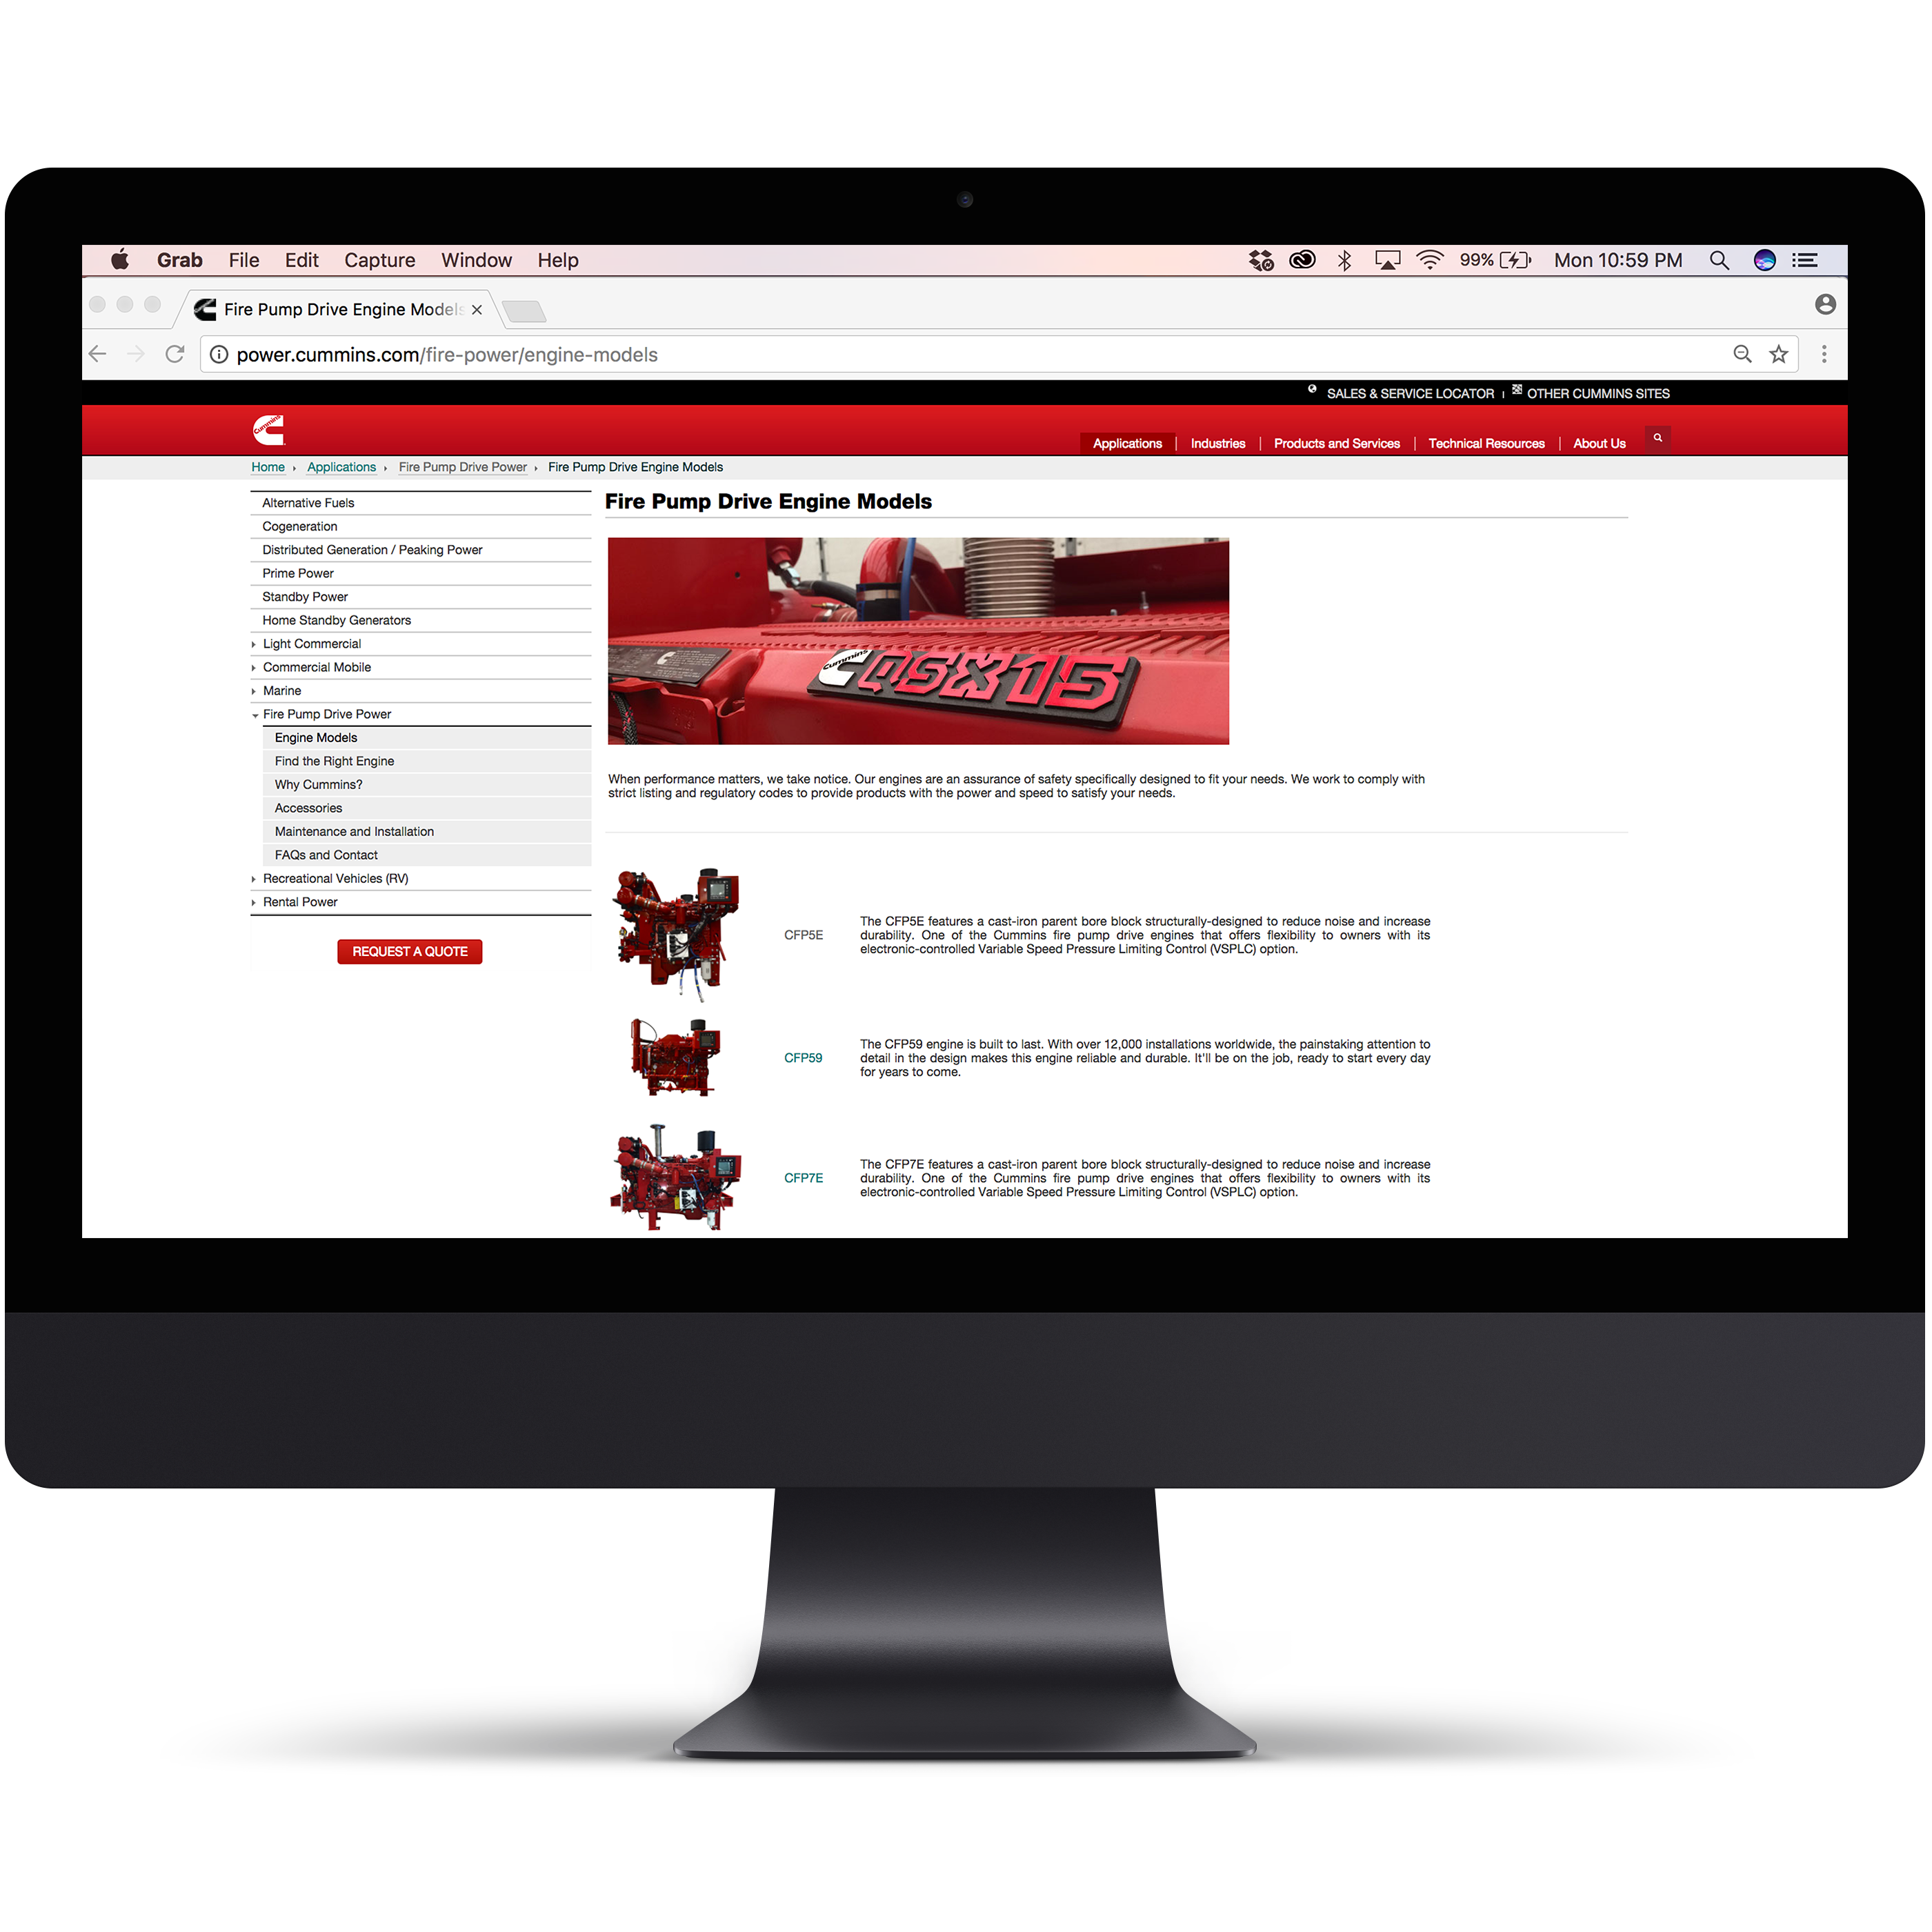 Grab File Edit Capture Window Help 99% Mon 10:59 PM
Fire Pump Drive Engine Models
power.cummins.com/fire-power/engine-models
SALES & SERVICE LOCATOR OTHER CUMMINS SITES
Cummins
Applications Industries Products and Services Technical Resources About Us
Home Applications Fire Pump Drive Power Fire Pump Drive Engine Models
Alternative Fuels
Cogeneration
Distributed Generation / Peaking Power
Prime Power
Standby Power
Home Standby Generators
Light Commercial
Commercial Mobile
Marine
Fire Pump Drive Power
Engine Models
Find the Right Engine
Why Cummins?
Accessories
Maintenance and Installation
FAQs and Contact
Recreational Vehicles (RV)
Rental Power
REQUEST A QUOTE
Fire Pump Drive Engine Models
Cummins QSX15
When performance matters, we take notice. Our engines are an assurance of safety specifically designed to fit your needs. We work to comply with
strict listing and regulatory codes to provide products with the power and speed to satisfy your needs.
CFP5E
The CFP5E features a cast-iron parent bore block structurally-designed to reduce noise and increase
durability. One of the Cummins fire pump drive engines that offers flexibility to owners with its
electronic-controlled Variable Speed Pressure Limiting Control (VSPLC) option.
CFP59
The CFP59 engine is built to last. With over 12,000 installations worldwide, the painstaking attention to
detail in the design makes this engine reliable and durable. It'll be on the job, ready to start every day
for years to come.
CFP7E
The CFP7E features a cast-iron parent bore block structurally-designed to reduce noise and increase
durability. One of the Cummins fire pump drive engines that offers flexibility to owners with its
electronic-controlled Variable Speed Pressure Limiting Control (VSPLC) option.